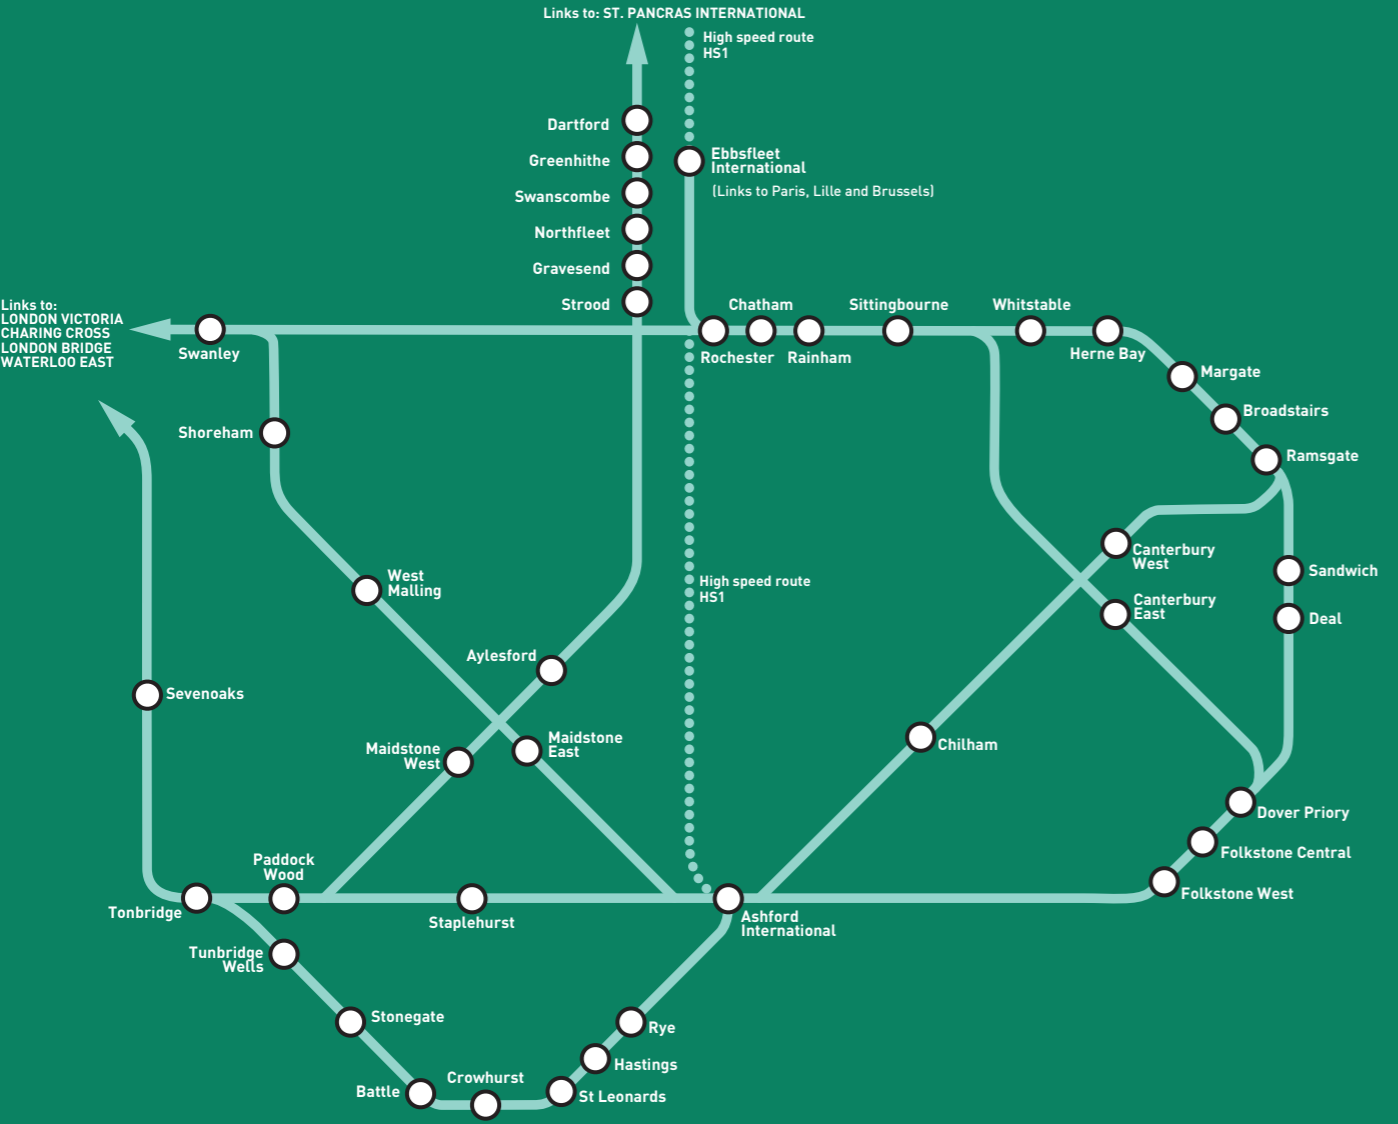 Links to: ST. PANCRAS INTERNATIONAL
High speed route
HS1
Dartford
Ebbsfleet
International
Greenhithe
(Links to Paris, Lille and Brussels)
Swanscombe
Northfleet
Gravesend
Strood
Links to:
LONDON VICTORIA
CHARING CROSS
LONDON BRIDGE
WATERLOO EAST
Swanley
Chatham
Sittingbourne
Whitstable
Rochester
Rainham
Herne Bay
Margate
Broadstairs
Shoreham
Ramsgate
Canterbury
West
Sandwich
West
Malling
High speed route
HS1
Canterbury
East
Deal
Aylesford
Sevenoaks
Maidstone
West
Maidstone
East
Chilham
Dover Priory
Folkstone Central
Folkstone West
Paddock
Wood
Tonbridge
Staplehurst
Ashford
International
Tunbridge
Wells
Stonegate
Rye
Hastings
Crowhurst
Battle
St Leonards